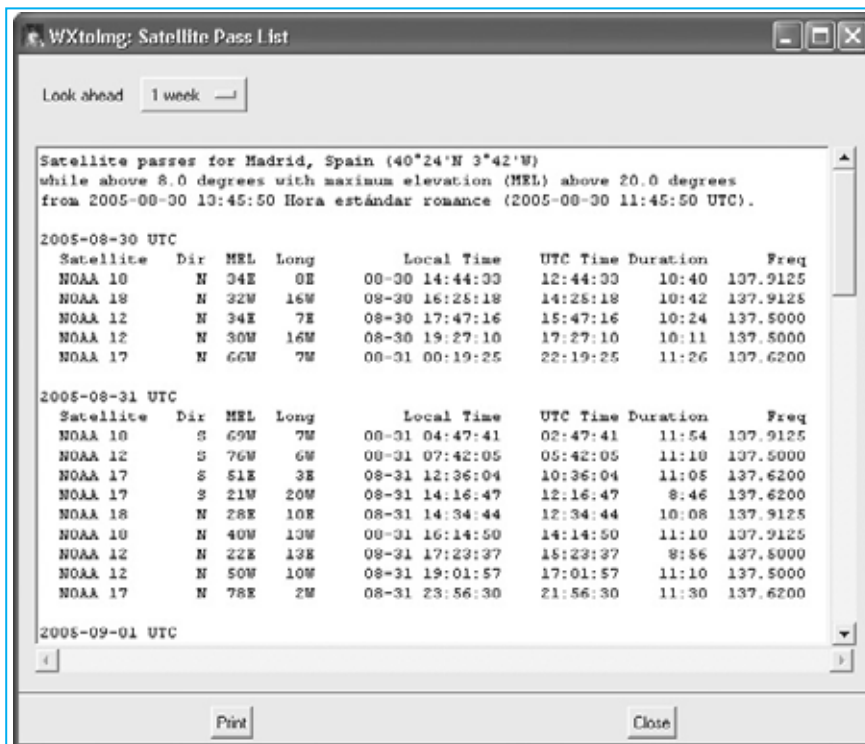 WXtoImg: Satellite Pass List
Look ahead 1 week
Satellite passes for Madrid, Spain (40°24'N 3°42'W)
while above 8.0 degrees with maximum elevation (MEL) above 20.0 degrees
from 2005-08-30 13:45:50 Hora estándar romance (2005-08-30 11:45:50 UTC).
2005-08-30 UTC
Satellite Dir MEL Long Local Time UTC Time Duration Freq
NOAA 18 N 34E 8E 08-30 14:44:33 12:44:33 10:48 137.9125
NOAA 18 N 32W 16W 08-30 16:25:18 14:25:18 10:42 137.9125
NOAA 12 N 34E 7E 08-30 17:47:16 15:47:16 10:24 137.5000
NOAA 12 N 30W 16W 08-30 19:27:10 17:27:10 10:11 137.5000
NOAA 17 N 66W 7W 08-31 00:19:25 22:19:25 11:26 137.6200
2005-08-31 UTC
Satellite Dir MEL Long Local Time UTC Time Duration Freq
NOAA 18 S 69W 7W 08-31 04:47:41 02:47:41 11:54 137.9125
NOAA 12 S 76W 6W 08-31 07:42:05 05:42:05 11:18 137.5000
NOAA 17 S 51E 3E 08-31 12:36:04 10:36:04 11:05 137.6200
NOAA 17 S 21W 20W 08-31 14:16:47 12:16:47 8:46 137.6200
NOAA 18 N 28E 10E 08-31 14:34:44 12:34:44 10:08 137.9125
NOAA 18 N 40W 13W 08-31 16:14:50 14:14:50 11:10 137.9125
NOAA 12 N 22E 13E 08-31 17:23:37 15:23:37 8:56 137.5000
NOAA 12 N 50W 10W 08-31 19:01:57 17:01:57 11:10 137.5000
NOAA 17 N 78E 2W 08-31 23:56:30 21:56:30 11:30 137.6200
2005-09-01 UTC
Print Close